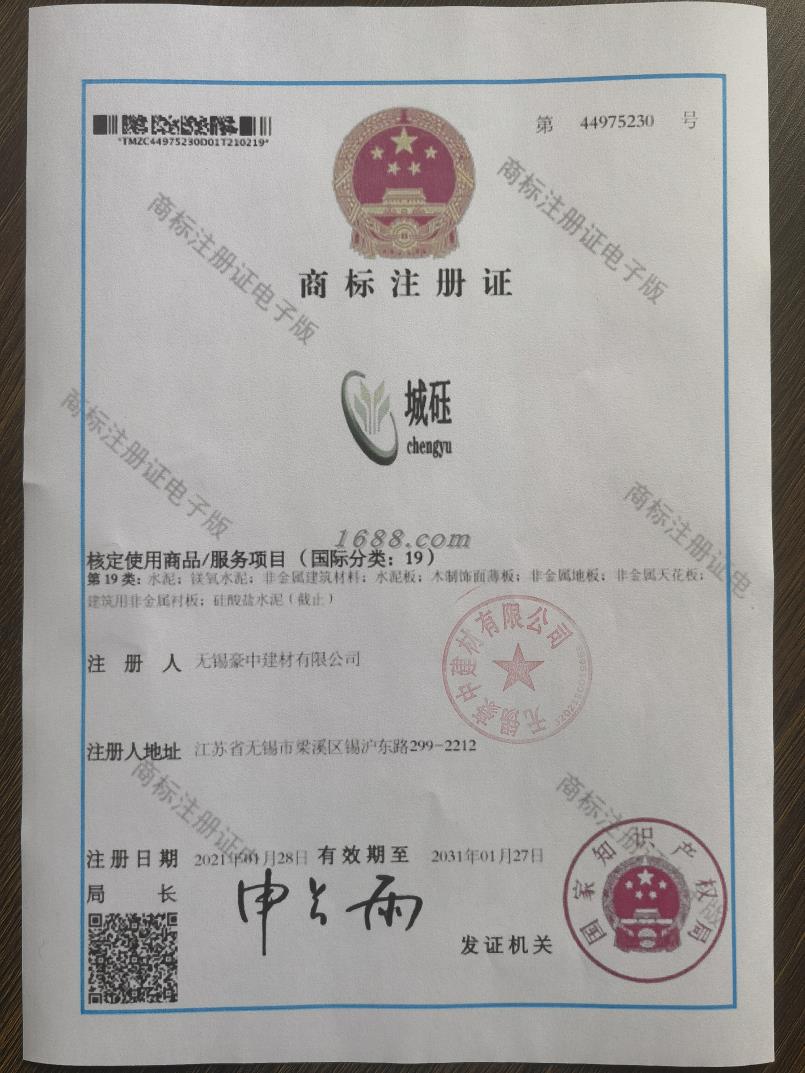 *TMZC44975230D01T210219*
第 44975230 号
商标注册证
城砡
chengyu
1688.com
核定使用商品/服务项目（国际分类：19）
第19类：水泥；镁氧水泥；非金属建筑材料；水泥板；木制饰面薄板；非金属地板；非金属天花板；
建筑用非金属衬板；硅酸盐水泥（截止）
注册人 无锡豪中建材有限公司
无锡豪中建材有限公司
注册人地址 江苏省无锡市梁溪区锡沪东路299-2212
注册日期 2021年01月28日 有效期至 2031年01月27日
局长 申长雨
发证机关
国家知识产权局
商标注册证电子版
商标注册证电子版
商标注册证电子版
商标注册证电
商标注册证电
商标注册证电子版